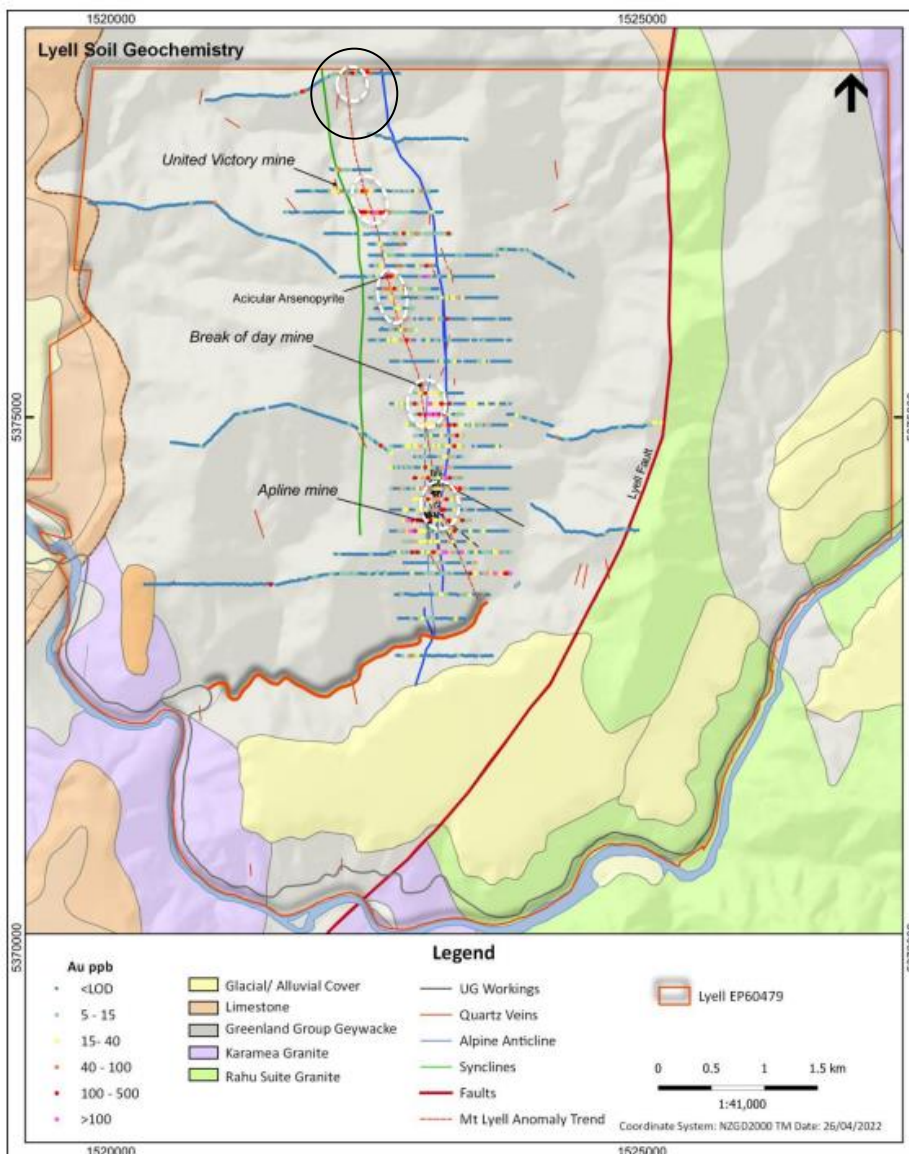 1520000 1525000
Lyell Soil Geochemistry
United Victory mine
Acicular Arsenopyrite
Break of day mine
5375000
Apline mine
Lyell Fault
5370000
Legend
Au ppb
<LOD
5 - 15
15- 40
40 - 100
100 - 500
>100
Glacial/ Alluvial Cover
Limestone
Greenland Group Geywacke
Karamea Granite
Rahu Suite Granite
UG Workings
Quartz Veins
Alpine Anticline
Synclines
Faults
Mt Lyell Anomaly Trend
Lyell EP60479
0 0.5 1 1.5 km
1:41,000
Coordinate System: NZGD2000 TM Date: 26/04/2022
1520000 1525000